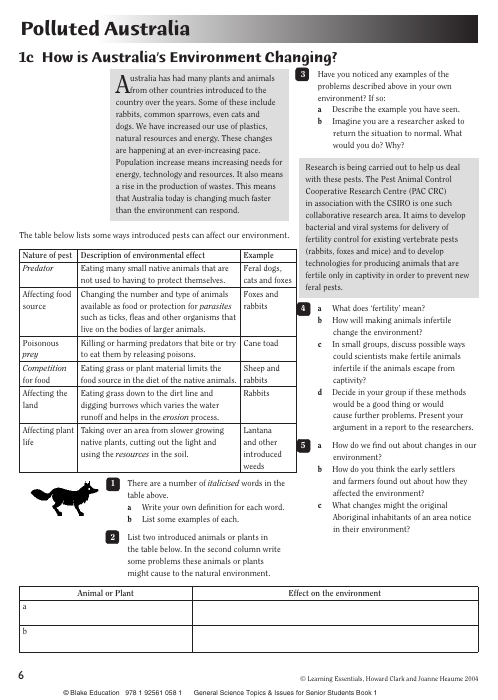 Polluted Australia
1c How is Australia's Environment Changing?
Australia has had many plants and animals
from other countries introduced to the
country over the years. Some of these include
rabbits, common sparrows, even cats and
dogs. We have increased our use of plastics,
natural resources and energy. These changes
are happening at an ever-increasing pace.
Population increase means increasing needs for
energy, technology and resources. It also means
a rise in the production of wastes. This means
that Australia today is changing much faster
than the environment can respond.
The table below lists some ways introduced pests can affect our environment.
Nature of pest Description of environmental effect Example
Predator Eating many small native animals that are Feral dogs,
not used to having to protect themselves. cats and foxes
Affecting food Changing the number and type of animals Foxes and
source available as food or protection for parasites rabbits
such as ticks, fleas and other organisms that
live on the bodies of larger animals.
Poisonous Killing or harming predators that bite or try Cane toad
prey to eat them by releasing poisons.
Competition Eating grass or plant material limits the Sheep and
for food food source in the diet of the native animals. rabbits
Affecting the Eating grass down to the dirt line and Rabbits
land digging burrows which varies the water
runoff and helps in the erosion process.
Affecting plant Taking over an area from slower growing Lantana
life native plants, cutting out the light and and other
using the resources in the soil. introduced
weeds
1 There are a number of italicised words in the
table above.
a Write your own definition for each word.
b List some examples of each.
2 List two introduced animals or plants in
the table below. In the second column write
some problems these animals or plants
might cause to the natural environment.
3 Have you noticed any examples of the
problems described above in your own
environment? If so:
a Describe the example you have seen.
b Imagine you are a researcher asked to
return the situation to normal. What
would you do? Why?
Research is being carried out to help us deal
with these pests. The Pest Animal Control
Cooperative Research Centre (PAC CRC)
in association with the CSIRO is one such
collaborative research area. It aims to develop
bacterial and viral systems for delivery of
fertility control for existing vertebrate pests
(rabbits, foxes and mice) and to develop
technologies for producing animals that are
fertile only in captivity in order to prevent new
feral pests.
4 a What does 'fertility' mean?
b How will making animals infertile
change the environment?
c In small groups, discuss possible ways
could scientists make fertile animals
infertile if the animals escape from
captivity?
d Decide in your group if these methods
would be a good thing or would
cause further problems. Present your
argument in a report to the researchers.
5 a How do we find out about changes in our
environment?
b How do you think the early settlers
and farmers found out about how they
affected the environment?
c What changes might the original
Aboriginal inhabitants of an area notice
in their environment?
Animal or Plant Effect on the environment
a
b
6
© Learning Essentials, Howard Clark and Joanne Heaume 2004
© Blake Education 978 1 92561 058 1 General Science Topics & Issues for Senior Students Book 1